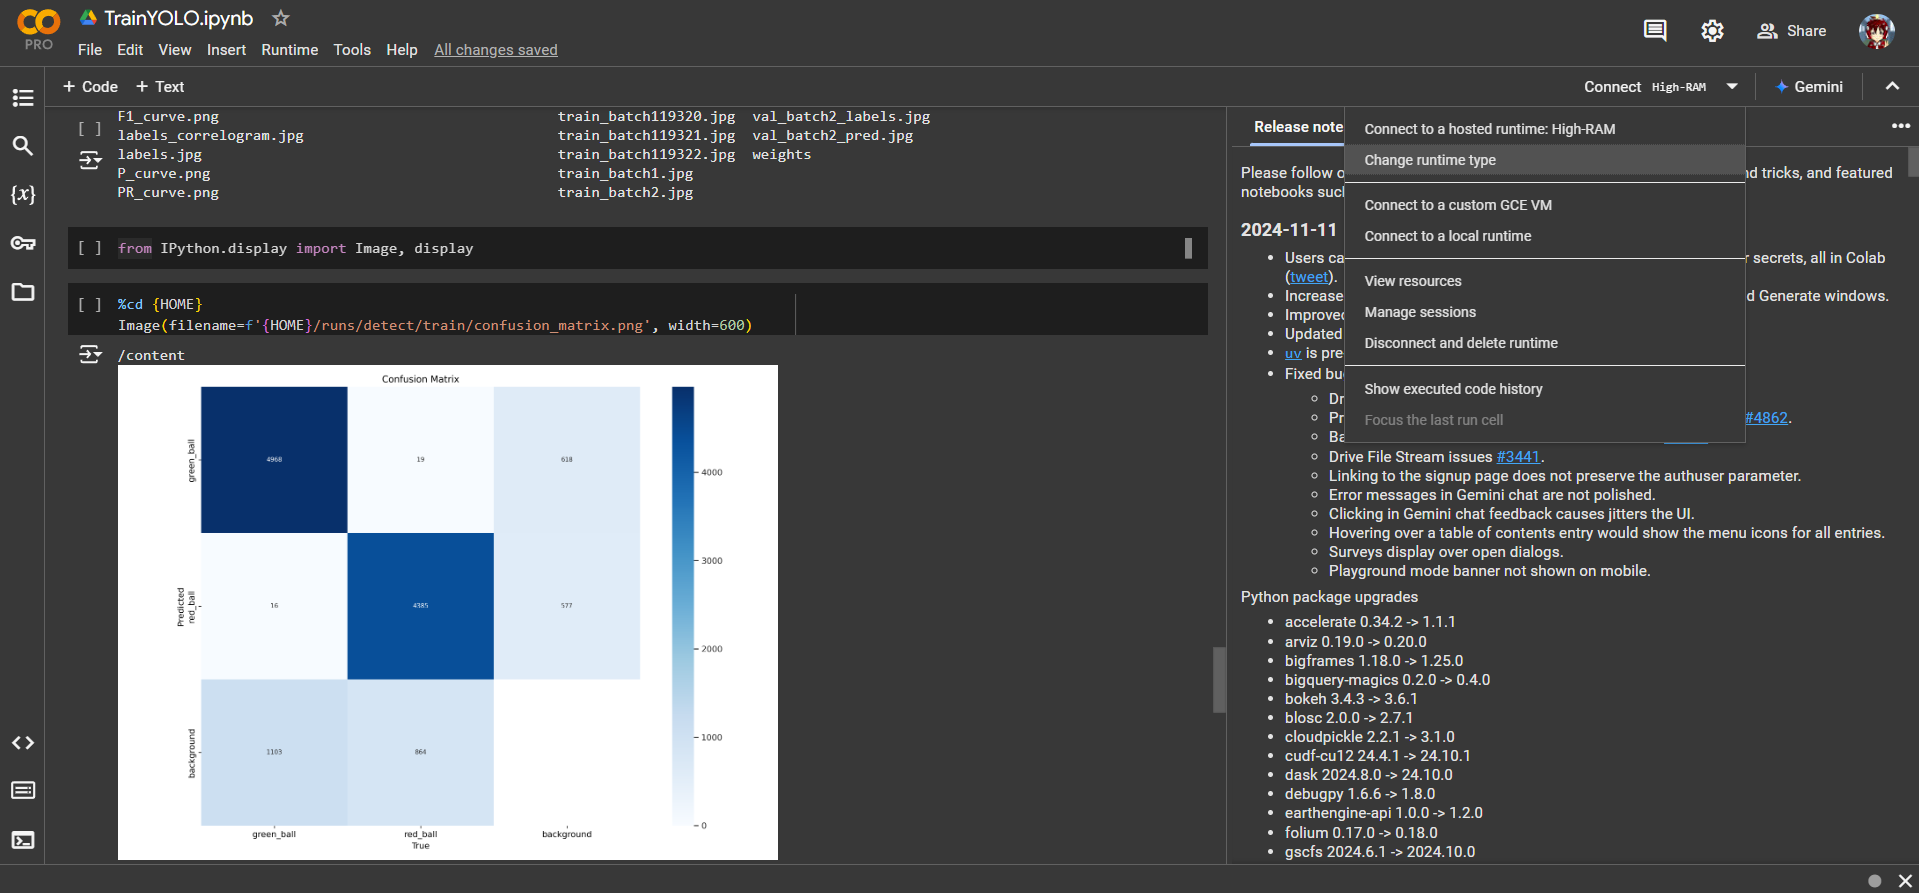 TrainYOLO.ipynb
PRO
File Edit View Insert Runtime Tools Help All changes saved
Share
+ Code + Text
Connect High-RAM
Gemini
F1_curve.png train_batch119320.jpg val_batch2_labels.jpg
labels_correlogram.jpg train_batch119321.jpg val_batch2_pred.jpg
labels.jpg train_batch119322.jpg weights
P_curve.png train_batch1.jpg
PR_curve.png train_batch2.jpg
[ ] from IPython.display import Image, display
[ ] %cd {HOME}
Image(filename=f'{HOME}/runs/detect/train/confusion_matrix.png', width=600)
/content
Confusion Matrix
green_ball
4968 19 618
Predicted
red_ball
16 4385 577
background
1103 864
green_ball red_ball background
True
4000
3000
2000
1000
0
Release note
Connect to a hosted runtime: High-RAM
Change runtime type
Connect to a custom GCE VM
Connect to a local runtime
View resources
Manage sessions
Disconnect and delete runtime
Show executed code history
Focus the last run cell
Please follow o
nd tricks, and featured
notebooks suc
2024-11-11
Users ca
r secrets, all in Colab
(tweet).
Increase
d Generate windows.
Improved
Updated
uv is pre
Fixed bu
Dr
Pr
#4862.
Ba
Drive File Stream issues #3441.
Linking to the signup page does not preserve the authuser parameter.
Error messages in Gemini chat are not polished.
Clicking in Gemini chat feedback causes jitters the UI.
Hovering over a table of contents entry would show the menu icons for all entries.
Surveys display over open dialogs.
Playground mode banner not shown on mobile.
Python package upgrades
accelerate 0.34.2 -> 1.1.1
arviz 0.19.0 -> 0.20.0
bigframes 1.18.0 -> 1.25.0
bigquery-magics 0.2.0 -> 0.4.0
bokeh 3.4.3 -> 3.6.1
blosc 2.0.0 -> 2.7.1
cloudpickle 2.2.1 -> 3.1.0
cudf-cu12 24.4.1 -> 24.10.1
dask 2024.8.0 -> 24.10.0
debugpy 1.6.6 -> 1.8.0
earthengine-api 1.0.0 -> 1.2.0
folium 0.17.0 -> 0.18.0
gscfs 2024.6.1 -> 2024.10.0